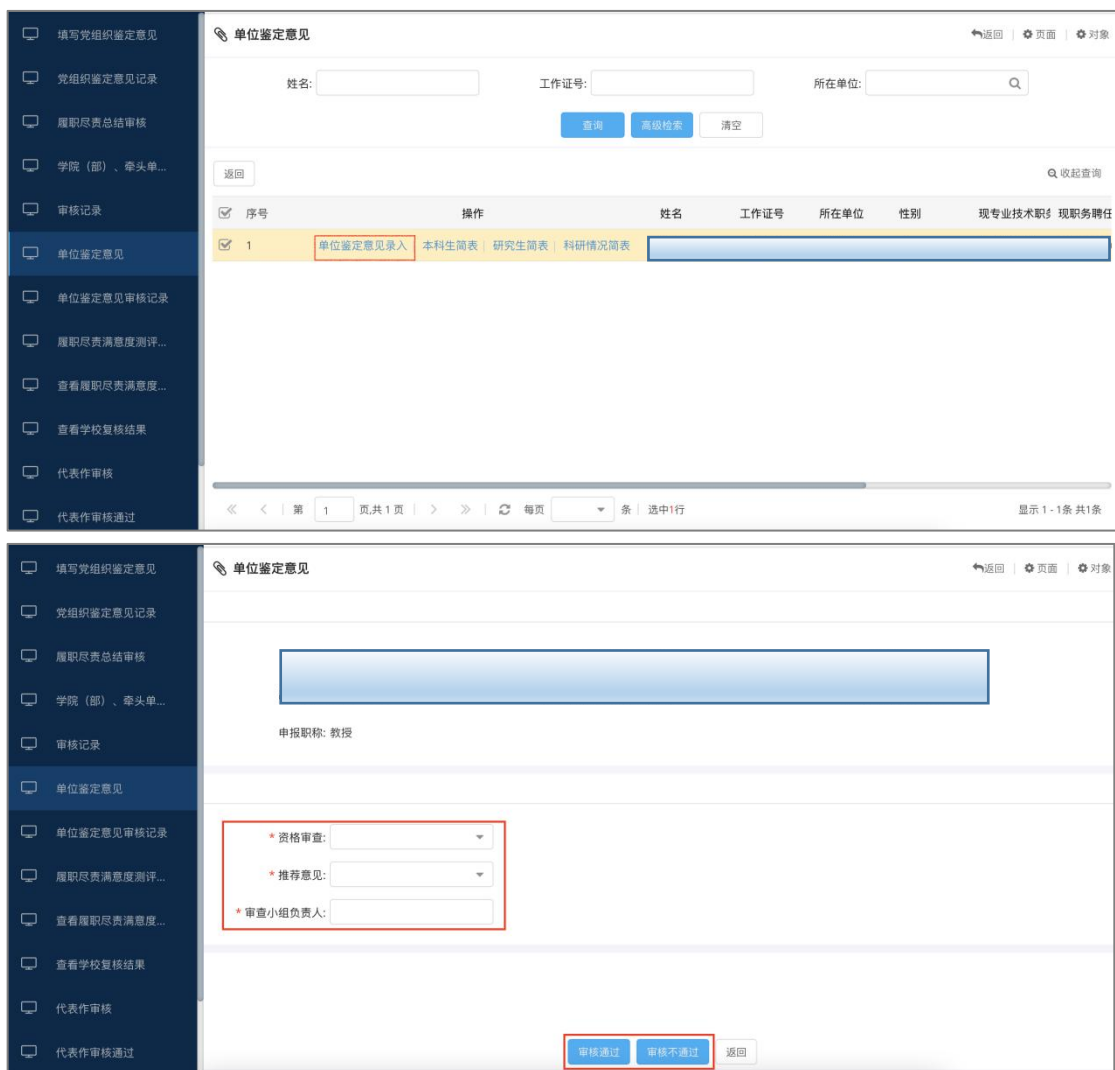 填写党组织鉴定意见
党组织鉴定意见记录
履职尽责总结审核
学院（部）、牵头单...
审核记录
单位鉴定意见
单位鉴定意见审核记录
履职尽责满意度测评...
查看履职尽责满意度...
查看学校复核结果
代表作审核
代表作审核通过
单位鉴定意见 返回 | 页面 | 对象
姓名: 工作证号: 所在单位:
查询 高级检索 清空
返回 收起查询
序号 操作 姓名 工作证号 所在单位 性别 现专业技术职务 现职务聘任
1 单位鉴定意见录入 | 本科生简表 | 研究生简表 | 科研情况简表
第 1 页,共 1 页 每页 条 选中1行 显示 1 - 1条 共1条
填写党组织鉴定意见
党组织鉴定意见记录
履职尽责总结审核
学院（部）、牵头单...
审核记录
单位鉴定意见
单位鉴定意见审核记录
履职尽责满意度测评...
查看履职尽责满意度...
查看学校复核结果
代表作审核
代表作审核通过
单位鉴定意见 返回 | 页面 | 对象
申报职称: 教授
* 资格审查:
* 推荐意见:
* 审查小组负责人:
审核通过 审核不通过 返回